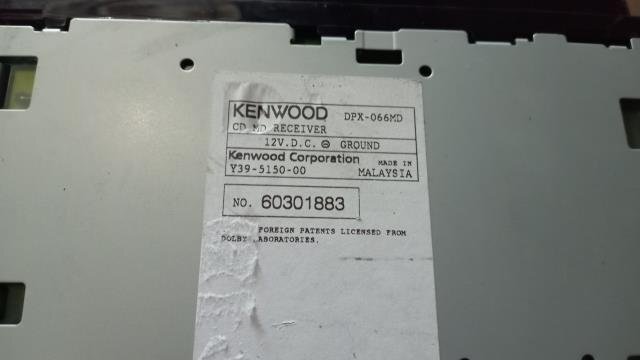 KENWOOD DPX-066MD
CD MD RECEIVER
12V.D.C. ⊖ GROUND
Kenwood Corporation MADE IN
Y39-5150-00 MALAYSIA
NO. 60301883
FOREIGN PATENTS LICENSED FROM
DOLBY LABORATORIES.